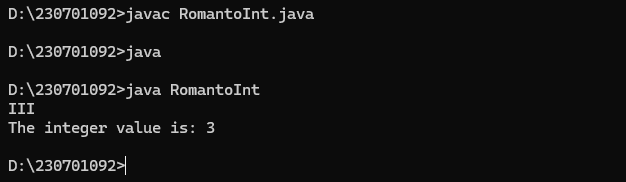 D:\230701092>javac RomantoInt.java
D:\230701092>java
D:\230701092>java RomantoInt
III
The integer value is: 3
D:\230701092>